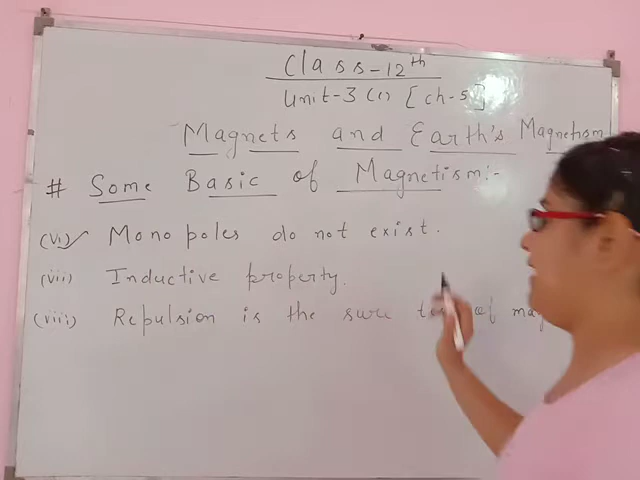 Class-12th
Unit-3 (i) [ch-5]
Magnets and Earth's Magnetism
# Some Basic of Magnetism:-
(vi) Monopoles do not exist.
(vii) Inductive property.
(viii) Repulsion is the sure of